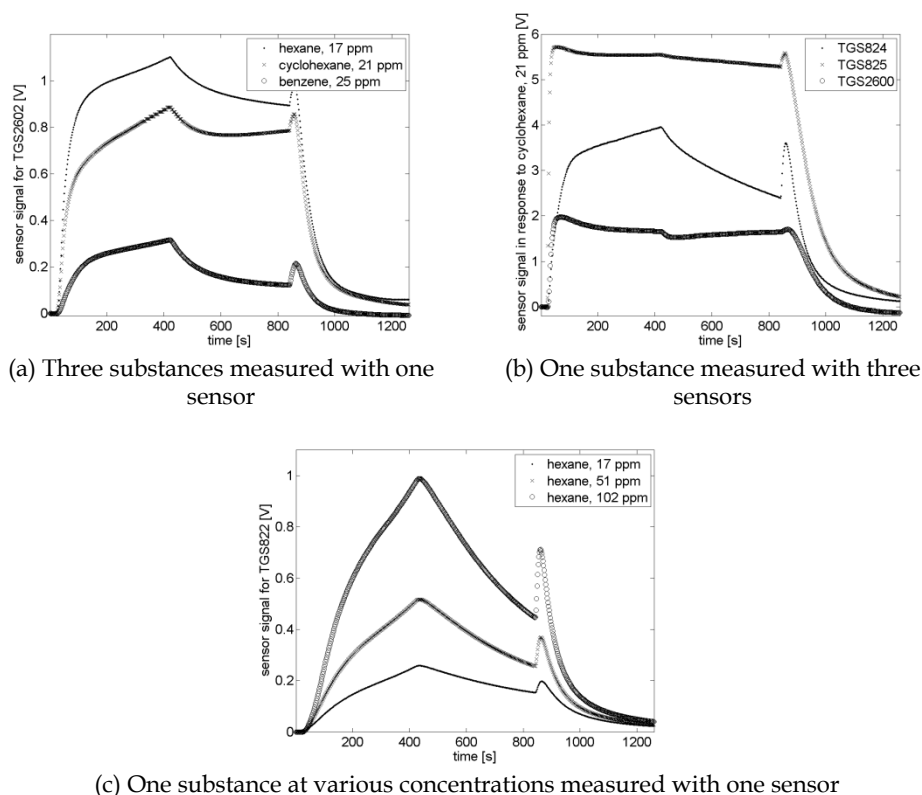 sensor signal for TGS2602 [V]
1
0.8
0.6
0.4
0.2
0
200 400 600 800 1000 1200
time [s]
hexane, 17 ppm
cyclohexane, 21 ppm
benzene, 25 ppm
(a) Three substances measured with one
sensor
sensor signal in response to cyclohexane, 21 ppm [V]
6
5
4
3
2
1
0
200 400 600 800 1000 1200
time [s]
TGS824
TGS825
TGS2600
(b) One substance measured with three
sensors
sensor signal for TGS822 [V]
1
0.8
0.6
0.4
0.2
0
200 400 600 800 1000 1200
time [s]
hexane, 17 ppm
hexane, 51 ppm
hexane, 102 ppm
(c) One substance at various concentrations measured with one sensor